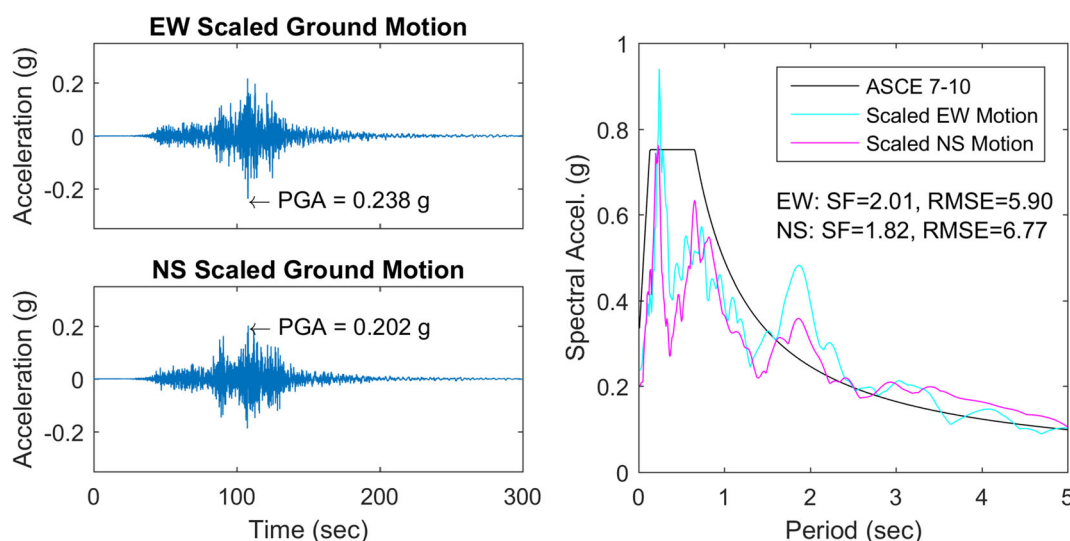 EW Scaled Ground Motion
Acceleration (g)
0.2
0
-0.2
← PGA = 0.238 g
NS Scaled Ground Motion
Acceleration (g)
0.2
0
-0.2
← PGA = 0.202 g
0 100 200 300
Time (sec)
Spectral Accel. (g)
1
0.8
0.6
0.4
0.2
0
ASCE 7-10
Scaled EW Motion
Scaled NS Motion
EW: SF=2.01, RMSE=5.90
NS: SF=1.82, RMSE=6.77
0 1 2 3 4 5
Period (sec)